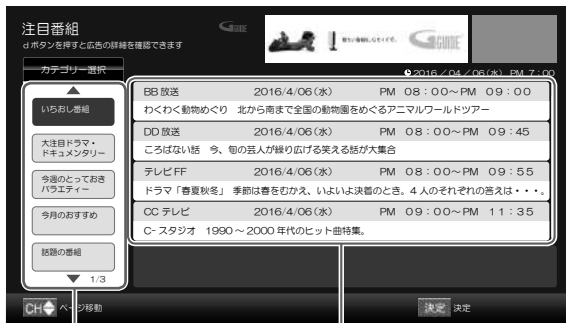 注目番組
dボタンを押すと広告の詳細を確認できます
G GUIDE
G GUIDE
カテゴリー選択
2016/04/06(水) PM 7:00
いちおし番組
大注目ドラマ・
ドキュメンタリー
今週のとっておき
バラエティー
今月のおすすめ
話題の番組
1/3
BB 放送 2016/4/06(水) PM 08:00~PM 09:00
わくわく動物めぐり 北から南まで全国の動物園をめぐるアニマルワールドツアー
DD 放送 2016/4/06(水) PM 08:00~PM 09:45
ころばない話 今、旬の芸人が繰り広げる笑える話が大集合
テレビ FF 2016/4/06(水) PM 08:00~PM 09:55
ドラマ「春夏秋冬」 季節は春をむかえ、いよいよ決着のとき。4 人のそれぞれの答えは・・・。
CC テレビ 2016/4/06(水) PM 09:00~PM 11:35
C- スタジオ 1990 ~ 2000 年代のヒット曲特集。
CH ページ移動
決定 決定